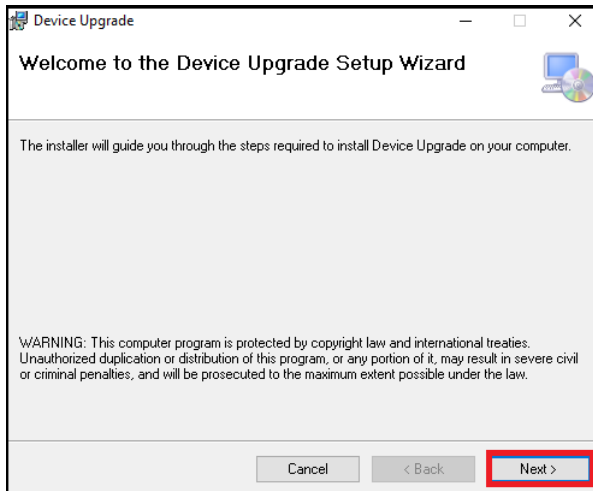 Device Upgrade
Welcome to the Device Upgrade Setup Wizard
The installer will guide you through the steps required to install Device Upgrade on your computer.
WARNING: This computer program is protected by copyright law and international treaties.
Unauthorized duplication or distribution of this program, or any portion of it, may result in severe civil
or criminal penalties, and will be prosecuted to the maximum extent possible under the law.
Cancel < Back Next >